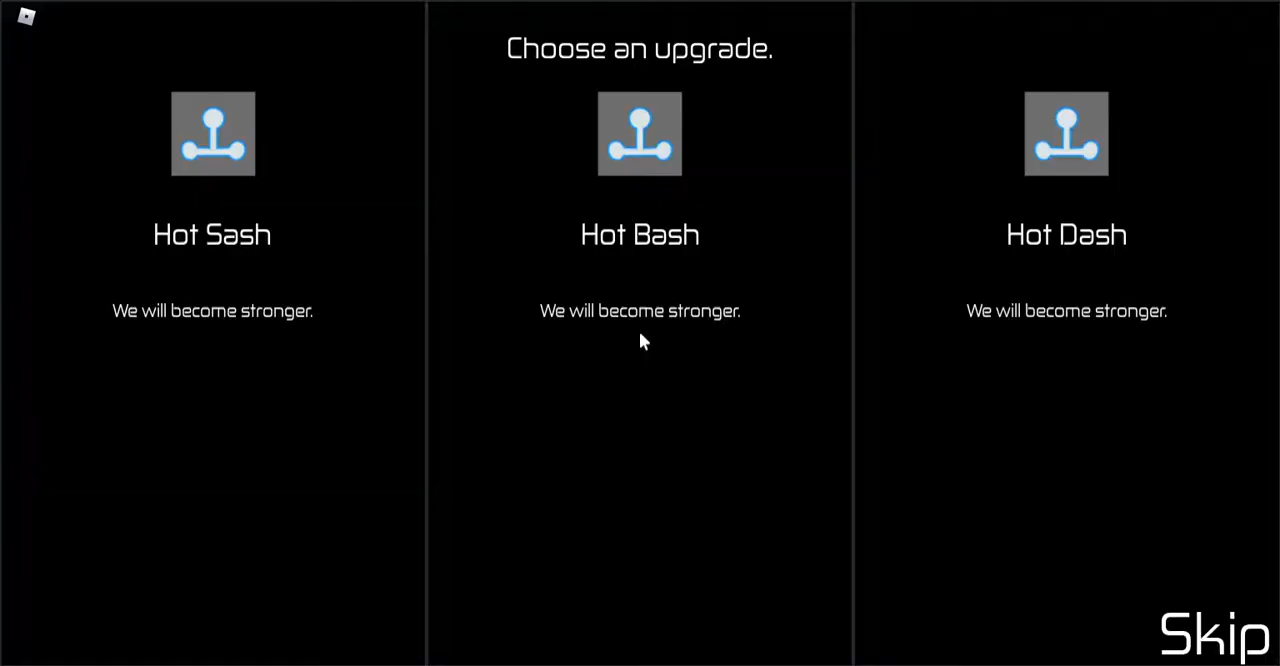 Choose an upgrade.
Hot Sash
We will become stronger.
Hot Bash
We will become stronger.
Hot Dash
We will become stronger.
Skip